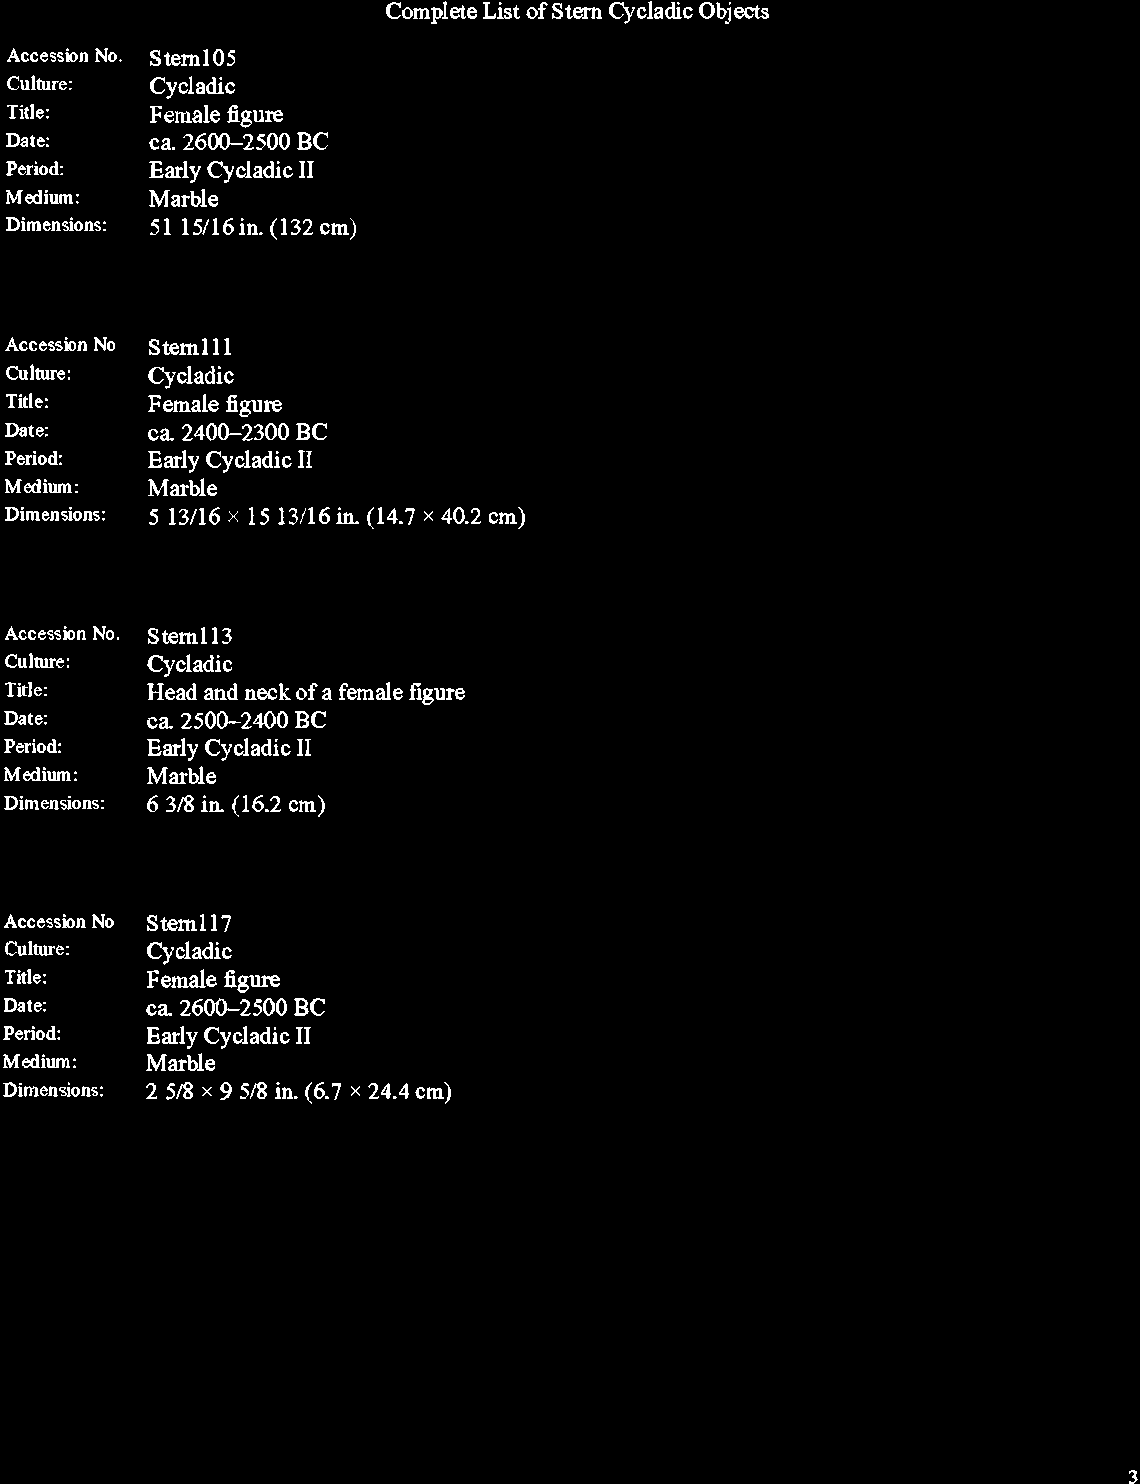 Complete List of Stern Cycladic Objects
Accession No. Stern105
Culture: Cycladic
Title: Female figure
Date: ca. 2600–2500 BC
Period: Early Cycladic II
Medium: Marble
Dimensions: 51 15/16 in. (132 cm)
Accession No Stern111
Culture: Cycladic
Title: Female figure
Date: ca. 2400–2300 BC
Period: Early Cycladic II
Medium: Marble
Dimensions: 5 13/16 × 15 13/16 in. (14.7 × 40.2 cm)
Accession No. Stern113
Culture: Cycladic
Title: Head and neck of a female figure
Date: ca. 2500–2400 BC
Period: Early Cycladic II
Medium: Marble
Dimensions: 6 3/8 in. (16.2 cm)
Accession No Stern117
Culture: Cycladic
Title: Female figure
Date: ca. 2600–2500 BC
Period: Early Cycladic II
Medium: Marble
Dimensions: 2 5/8 × 9 5/8 in. (6.7 × 24.4 cm)
3